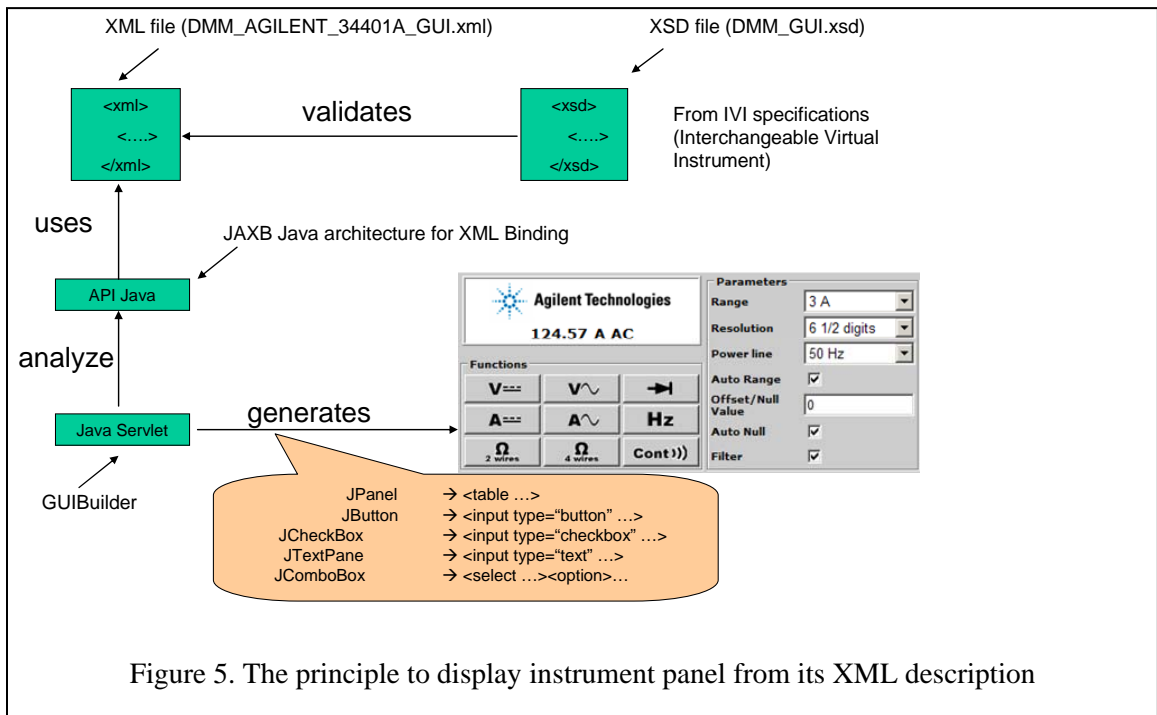 XML file (DMM_AGILENT_34401A_GUI.xml)
XSD file (DMM_GUI.xsd)
<xml>
<....>
</xml>
validates
<xsd>
<....>
</xsd>
From IVI specifications
(Interchangeable Virtual
Instrument)
uses
JAXB Java architecture for XML Binding
API Java
analyze
Java Servlet
generates
GUIBuilder
Agilent Technologies
124.57 A AC
Functions
V
V
A
A
Hz
Ω
2 wires
Ω
4 wires
Cont )))
Parameters
Range 3 A
Resolution 6 1/2 digits
Power line 50 Hz
Auto Range
Offset/Null
Value 0
Auto Null
Filter
JPanel → <table …>
JButton → <input type=“button” …>
JCheckBox → <input type=“checkbox” …>
JTextPane → <input type=“text” …>
JComboBox → <select …><option>…
Figure 5. The principle to display instrument panel from its XML description